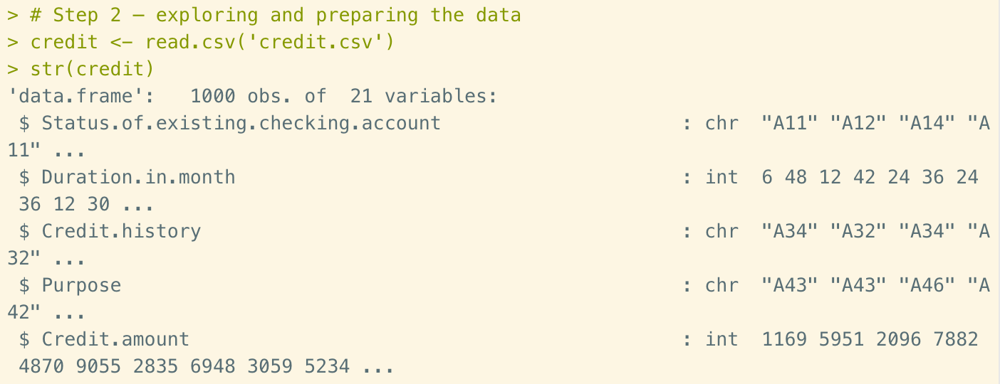 > # Step 2 – exploring and preparing the data
> credit <- read.csv('credit.csv')
> str(credit)
'data.frame':   1000 obs. of  21 variables:
 $ Status.of.existing.checking.account                     : chr  "A11" "A12" "A14" "A
11" ...
 $ Duration.in.month                                       : int  6 48 12 42 24 36 24
 36 12 30 ...
 $ Credit.history                                          : chr  "A34" "A32" "A34" "A
32" ...
 $ Purpose                                                 : chr  "A43" "A43" "A46" "A
42" ...
 $ Credit.amount                                           : int  1169 5951 2096 7882
 4870 9055 2835 6948 3059 5234 ...